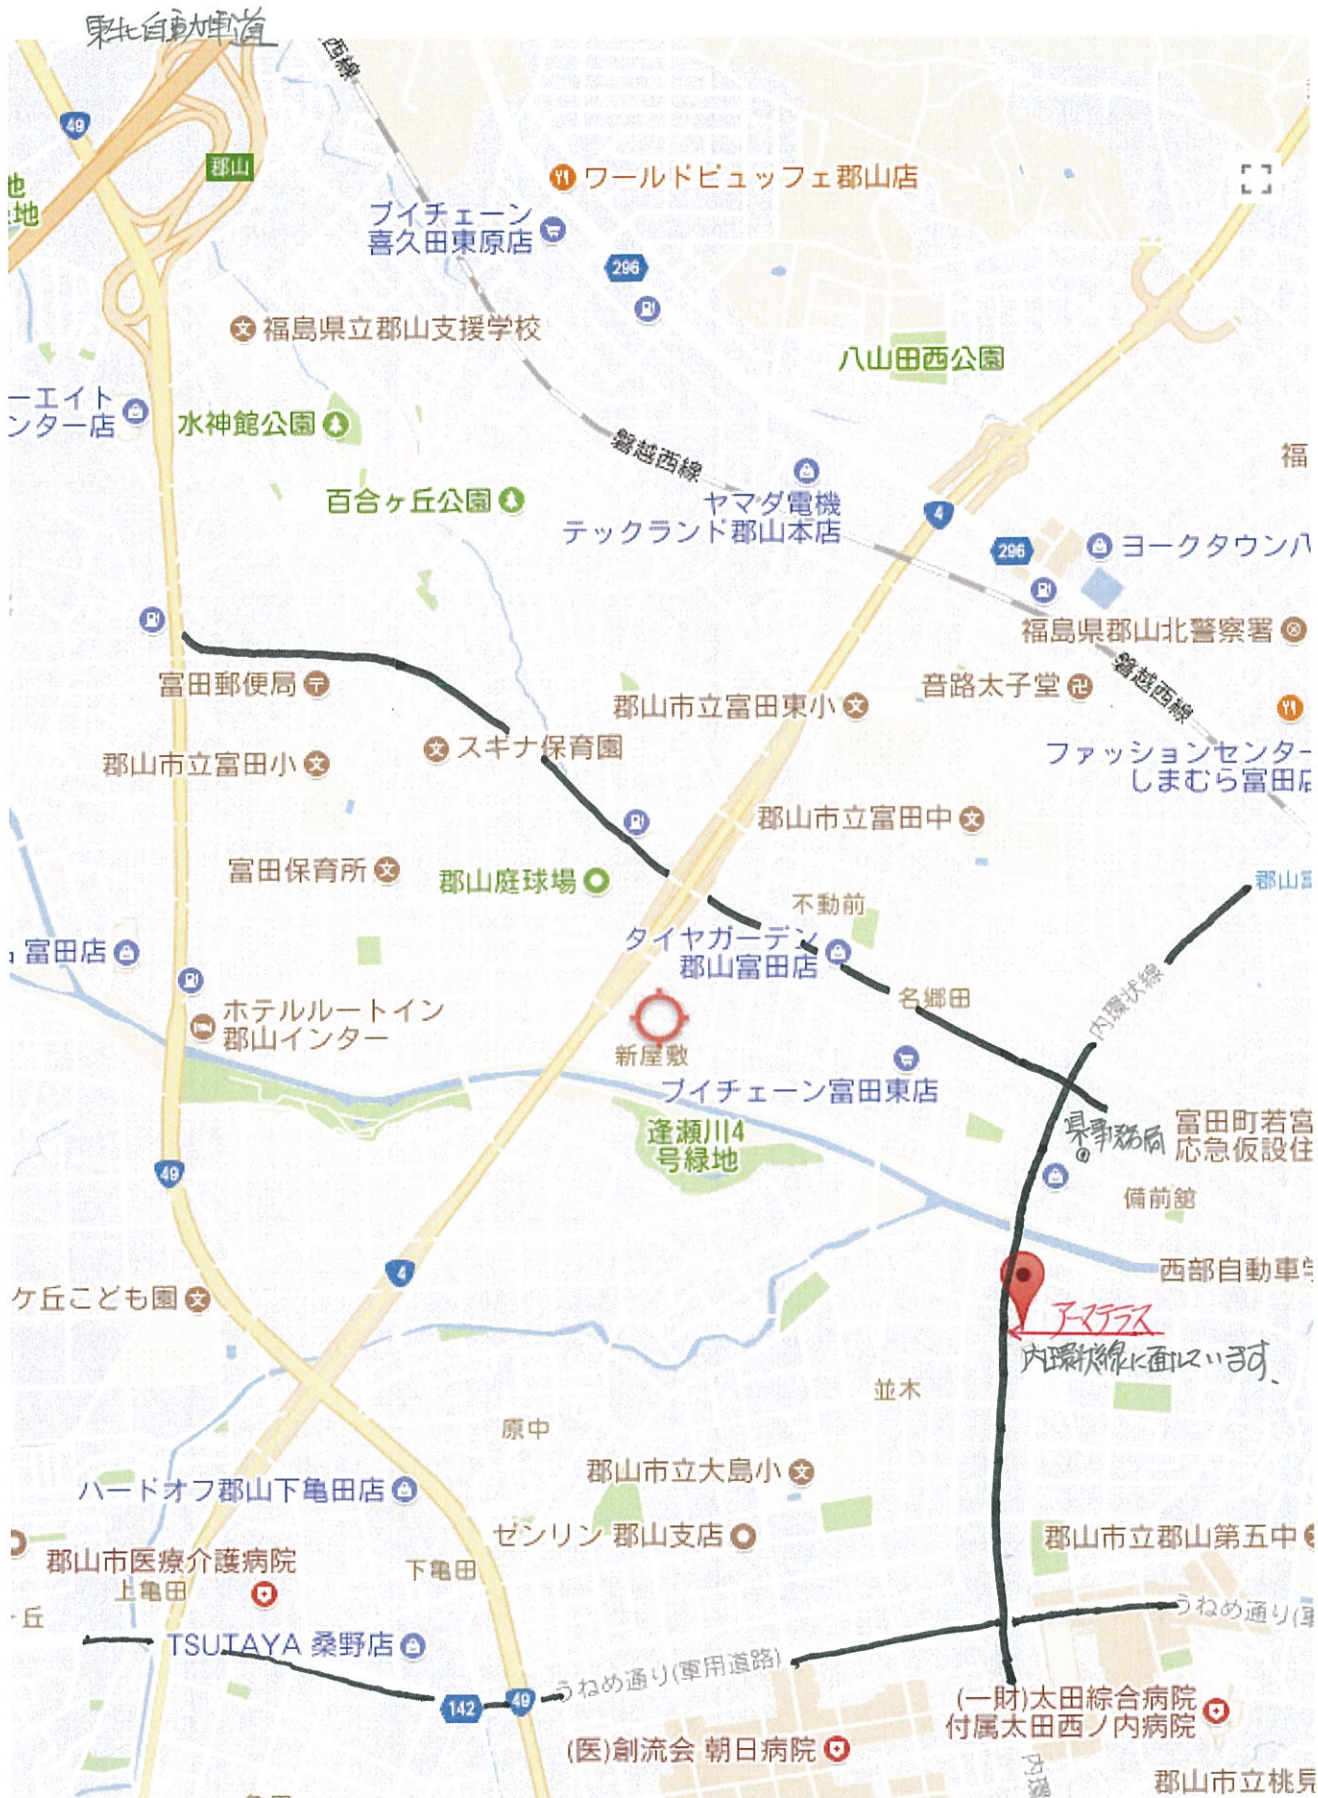 東北自動車道
西線
49
郡山
ワールドビュッフェ郡山店
地
緑地
ブイチェーン
喜久田東原店
296
福島県立郡山支援学校
八山田西公園
ーエイト
ンター店
水神館公園
磐越西線
福
百合ヶ丘公園
ヤマダ電機
テックランド郡山本店
4
296
ヨークタウン八
福島県郡山北警察署
磐越西線
富田郵便局
音路太子堂
郡山市立富田東小
スギナ保育園
郡山市立富田小
ファッションセンター
しまむら富田店
郡山市立富田中
富田保育所
郡山庭球場
郡山富
不動前
タイヤガーデン
郡山富田店
富田店
名郷田
内環状線
ホテルルートイン
郡山インター
新屋敷
ブイチェーン富田東店
逢瀬川4
号緑地
県事務局
富田町若宮
応急仮設住
49
備前舘
4
西部自動車学
ケ丘こども園
アーマテラス
内環状線に面しています.
並木
原中
郡山市立大島小
ハードオフ郡山下亀田店
ゼンリン 郡山支店
郡山市立郡山第五中
郡山市医療介護病院
上亀田
下亀田
丘
うねめ通り(軍
TSUTAYA 桑野店
うねめ通り(軍用道路)
142
49
(一財)太田綜合病院
付属太田西ノ内病院
(医)創流会 朝日病院
内環
郡山市立桃見